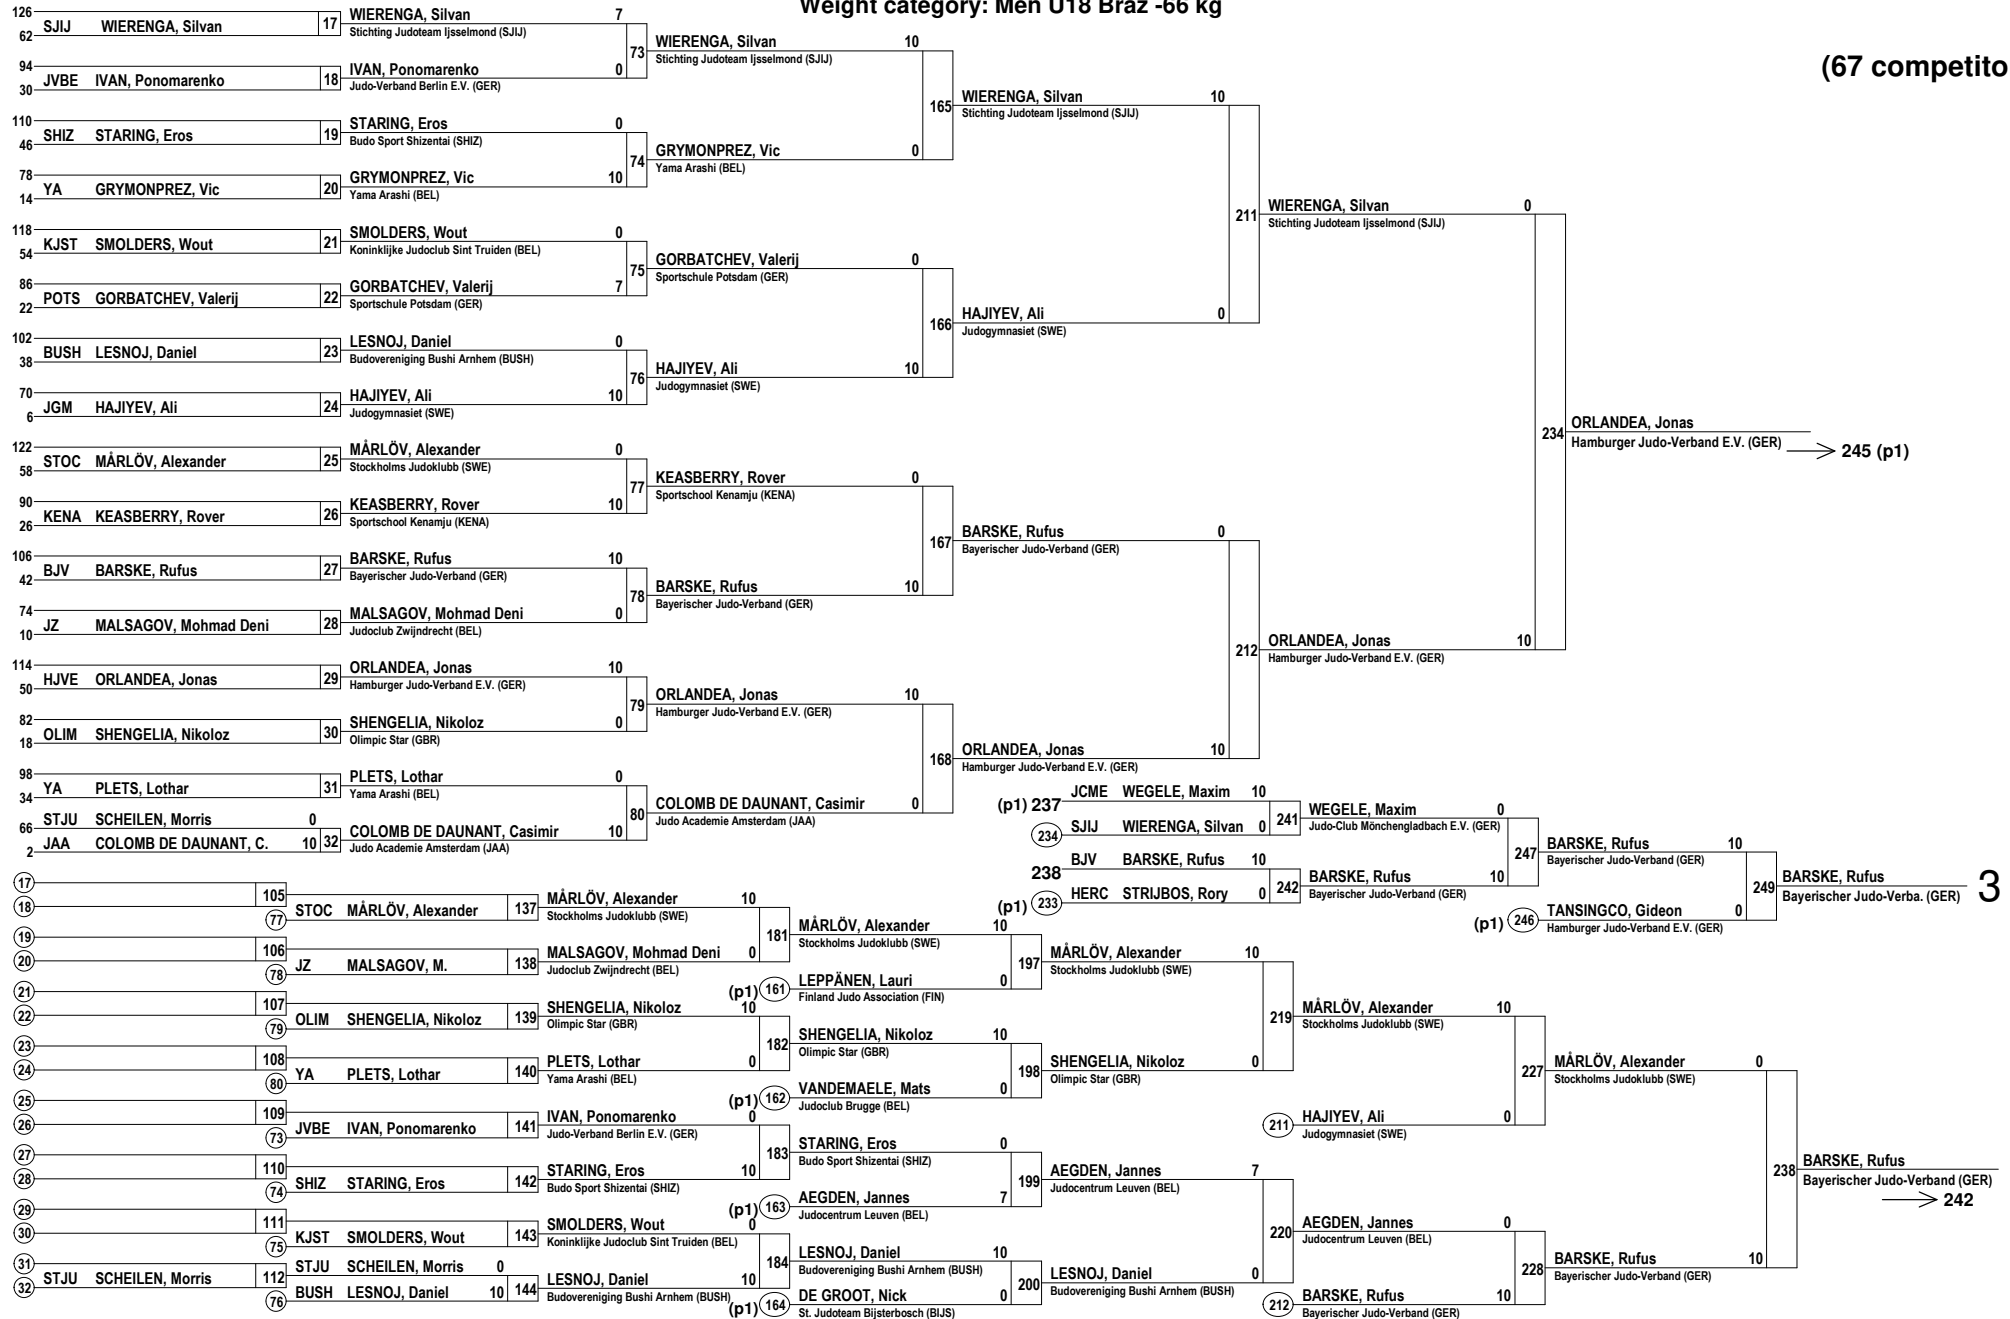 Weight category: Men U18 Braz -66 kg
(67 competito
126
62
SJIJ WIERENGA, Silvan 17
94
30
JVBE IVAN, Ponomarenko 18
110
46
SHIZ STARING, Eros 19
78
14
YA GRYMONPREZ, Vic 20
118
54
KJST SMOLDERS, Wout 21
86
22
POTS GORBATCHEV, Valerij 22
102
38
BUSH LESNOJ, Daniel 23
70
6
JGM HAJIYEV, Ali 24
122
58
STOC MÅRLÖV, Alexander 25
90
26
KENA KEASBERRY, Rover 26
106
42
BJV BARSKE, Rufus 27
74
10
JZ MALSAGOV, Mohmad Deni 28
114
50
HJVE ORLANDEA, Jonas 29
82
18
OLIM SHENGELIA, Nikoloz 30
98
34
YA PLETS, Lothar 31
66
2
STJU SCHEILEN, Morris 0
JAA COLOMB DE DAUNANT, C. 10 32
WIERENGA, Silvan 7
Stichting Judoteam Ijsselmond (SJIJ)
73
IVAN, Ponomarenko 0
Judo-Verband Berlin E.V. (GER)
STARING, Eros 0
Budo Sport Shizentai (SHIZ)
74
GRYMONPREZ, Vic 10
Yama Arashi (BEL)
SMOLDERS, Wout 0
Koninklijke Judoclub Sint Truiden (BEL)
75
GORBATCHEV, Valerij 7
Sportschule Potsdam (GER)
LESNOJ, Daniel 0
Budovereniging Bushi Arnhem (BUSH)
76
HAJIYEV, Ali 10
Judogymnasiet (SWE)
MÅRLÖV, Alexander 0
Stockholms Judoklubb (SWE)
77
KEASBERRY, Rover 10
Sportschool Kenamju (KENA)
BARSKE, Rufus 10
Bayerischer Judo-Verband (GER)
78
MALSAGOV, Mohmad Deni 0
Judoclub Zwijndrecht (BEL)
ORLANDEA, Jonas 10
Hamburger Judo-Verband E.V. (GER)
79
SHENGELIA, Nikoloz 0
Olimpic Star (GBR)
PLETS, Lothar 0
Yama Arashi (BEL)
80
COLOMB DE DAUNANT, Casimir 10
Judo Academie Amsterdam (JAA)
WIERENGA, Silvan 10
Stichting Judoteam Ijsselmond (SJIJ)
165
GRYMONPREZ, Vic 0
Yama Arashi (BEL)
GORBATCHEV, Valerij 0
Sportschule Potsdam (GER)
166
HAJIYEV, Ali 10
Judogymnasiet (SWE)
KEASBERRY, Rover 0
Sportschool Kenamju (KENA)
167
BARSKE, Rufus 10
Bayerischer Judo-Verband (GER)
ORLANDEA, Jonas 10
Hamburger Judo-Verband E.V. (GER)
168
COLOMB DE DAUNANT, Casimir 0
Judo Academie Amsterdam (JAA)
WIERENGA, Silvan 10
Stichting Judoteam Ijsselmond (SJIJ)
211
HAJIYEV, Ali 0
Judogymnasiet (SWE)
BARSKE, Rufus 0
Bayerischer Judo-Verband (GER)
212
ORLANDEA, Jonas 10
Hamburger Judo-Verband E.V. (GER)
WIERENGA, Silvan 0
Stichting Judoteam Ijsselmond (SJIJ)
234
ORLANDEA, Jonas 10
Hamburger Judo-Verband E.V. (GER)
ORLANDEA, Jonas
Hamburger Judo-Verband E.V. (GER)
245 (p1)
(p1) 237 JCME WEGELE, Maxim 10
234 SJIJ WIERENGA, Silvan 0 241
238 BJV BARSKE, Rufus 10
(p1) 233 HERC STRIJBOS, Rory 0 242
WEGELE, Maxim 0
Judo-Club Mönchengladbach E.V. (GER)
247
BARSKE, Rufus 10
Bayerischer Judo-Verband (GER)
BARSKE, Rufus 10
Bayerischer Judo-Verband (GER)
249
(p1) 246 TANSINGCO, Gideon 0
Hamburger Judo-Verband E.V. (GER)
BARSKE, Rufus
Bayerischer Judo-Verba. (GER)
3
17
18
105
77 STOC MÅRLÖV, Alexander 137
19
20
106
78 JZ MALSAGOV, M. 138
21
22
107
79 OLIM SHENGELIA, Nikoloz 139
23
24
108
80 YA PLETS, Lothar 140
25
26
109
73 JVBE IVAN, Ponomarenko 141
27
28
110
74 SHIZ STARING, Eros 142
29
30
111
75 KJST SMOLDERS, Wout 143
31
32
STJU SCHEILEN, Morris 112
STJU SCHEILEN, Morris 0
76 BUSH LESNOJ, Daniel 10 144
MÅRLÖV, Alexander 10
Stockholms Judoklubb (SWE)
181
MALSAGOV, Mohmad Deni 0
Judoclub Zwijndrecht (BEL)
SHENGELIA, Nikoloz 10
Olimpic Star (GBR)
182
PLETS, Lothar 0
Yama Arashi (BEL)
IVAN, Ponomarenko 0
Judo-Verband Berlin E.V. (GER)
183
STARING, Eros 10
Budo Sport Shizentai (SHIZ)
SMOLDERS, Wout 0
Koninklijke Judoclub Sint Truiden (BEL)
184
LESNOJ, Daniel 10
Budovereniging Bushi Arnhem (BUSH)
MÅRLÖV, Alexander 10
Stockholms Judoklubb (SWE)
197
(p1) 161 LEPPÄNEN, Lauri 0
Finland Judo Association (FIN)
SHENGELIA, Nikoloz 10
Olimpic Star (GBR)
198
(p1) 162 VANDEMAELE, Mats 0
Judoclub Brugge (BEL)
STARING, Eros 0
Budo Sport Shizentai (SHIZ)
199
(p1) 163 AEGDEN, Jannes 7
Judocentrum Leuven (BEL)
LESNOJ, Daniel 10
Budovereniging Bushi Arnhem (BUSH)
200
(p1) 164 DE GROOT, Nick 0
St. Judoteam Bijsterbosch (BIJS)
MÅRLÖV, Alexander 10
Stockholms Judoklubb (SWE)
219
SHENGELIA, Nikoloz 0
Olimpic Star (GBR)
AEGDEN, Jannes 7
Judocentrum Leuven (BEL)
220
LESNOJ, Daniel 0
Budovereniging Bushi Arnhem (BUSH)
MÅRLÖV, Alexander 10
Stockholms Judoklubb (SWE)
227
211 HAJIYEV, Ali 0
Judogymnasiet (SWE)
AEGDEN, Jannes 0
Judocentrum Leuven (BEL)
228
212 BARSKE, Rufus 10
Bayerischer Judo-Verband (GER)
MÅRLÖV, Alexander 0
Stockholms Judoklubb (SWE)
238
BARSKE, Rufus 10
Bayerischer Judo-Verband (GER)
BARSKE, Rufus
Bayerischer Judo-Verband (GER)
242